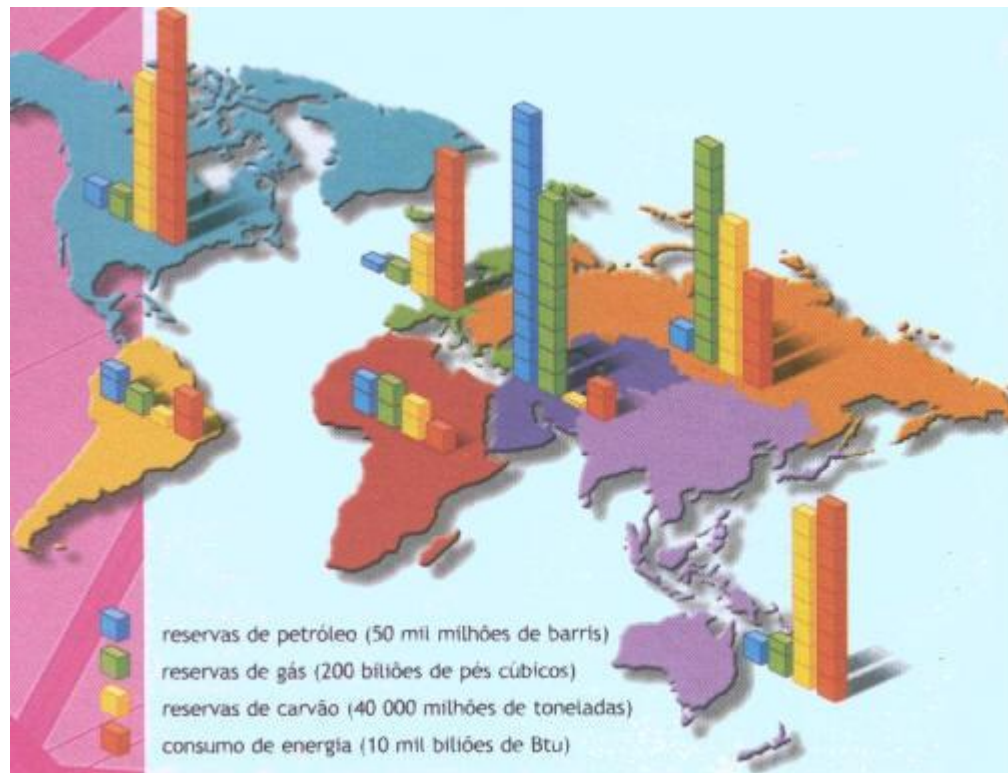 reservas de petróleo (50 mil milhões de barris)
reservas de gás (200 biliões de pés cúbicos)
reservas de carvão (40 000 milhões de toneladas)
consumo de energia (10 mil biliões de Btu)